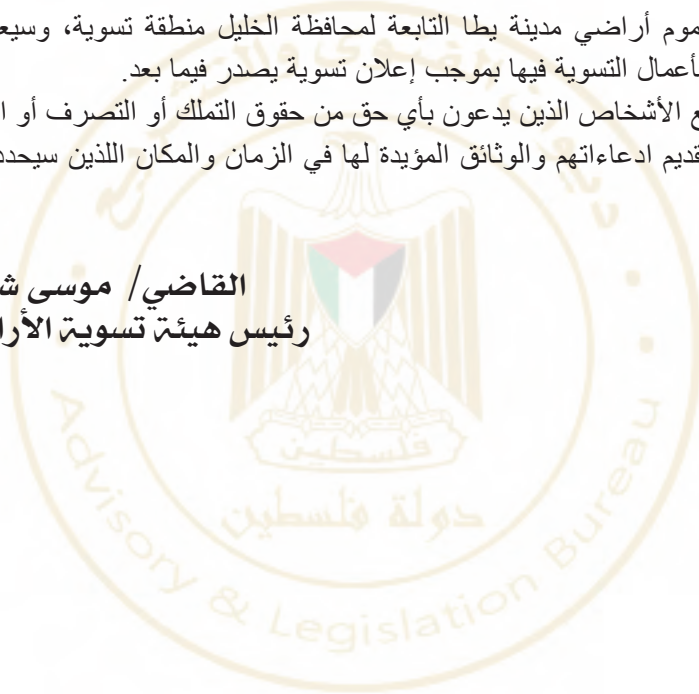 موم أراضي مدينة يطا التابعة لمحافظة الخليل منطقة تسوية، وسيع
أعمال التسوية فيها بموجب إعلان تسوية يصدر فيما بعد.
ع الأشخاص الذين يدعون بأي حق من حقوق التملك أو التصرف أو ا
قديم ادعاءاتهم والوثائق المؤيدة لها في الزمان والمكان اللذين سيحدد
القاضي/ موسى ش
رئيس هيئة تسوية الأرا
فلسطين
دولة فلسطين
Advisory & Legislation Bureau